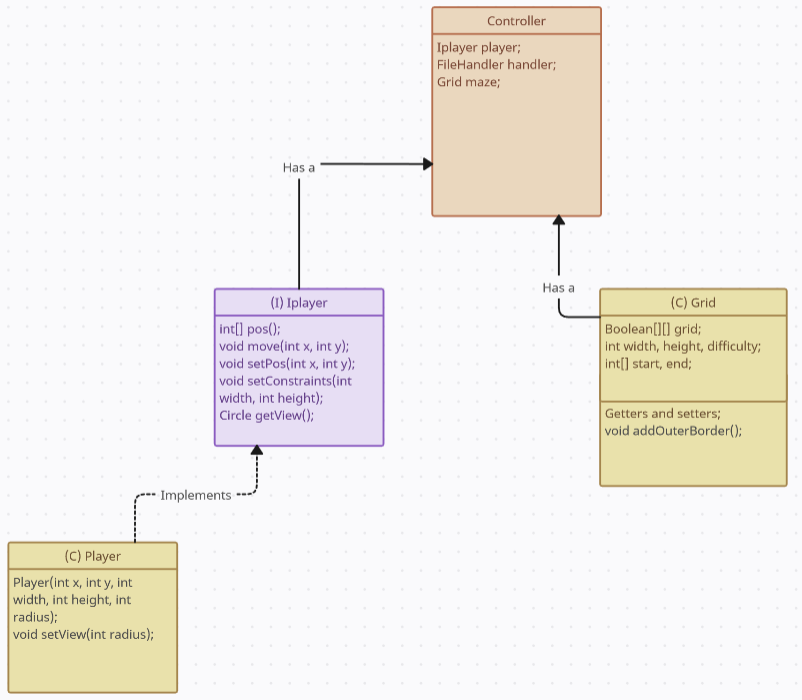 Controller
Iplayer player;
FileHandler handler;
Grid maze;
Has a
Has a
(I) Iplayer
int[] pos();
void move(int x, int y);
void setPos(int x, int y);
void setConstraints(int
width, int height);
Circle getView();
(C) Grid
Boolean[][] grid;
int width, height, difficulty;
int[] start, end;
Getters and setters;
void addOuterBorder();
Implements
(C) Player
Player(int x, int y, int
width, int height, int
radius);
void setView(int radius);